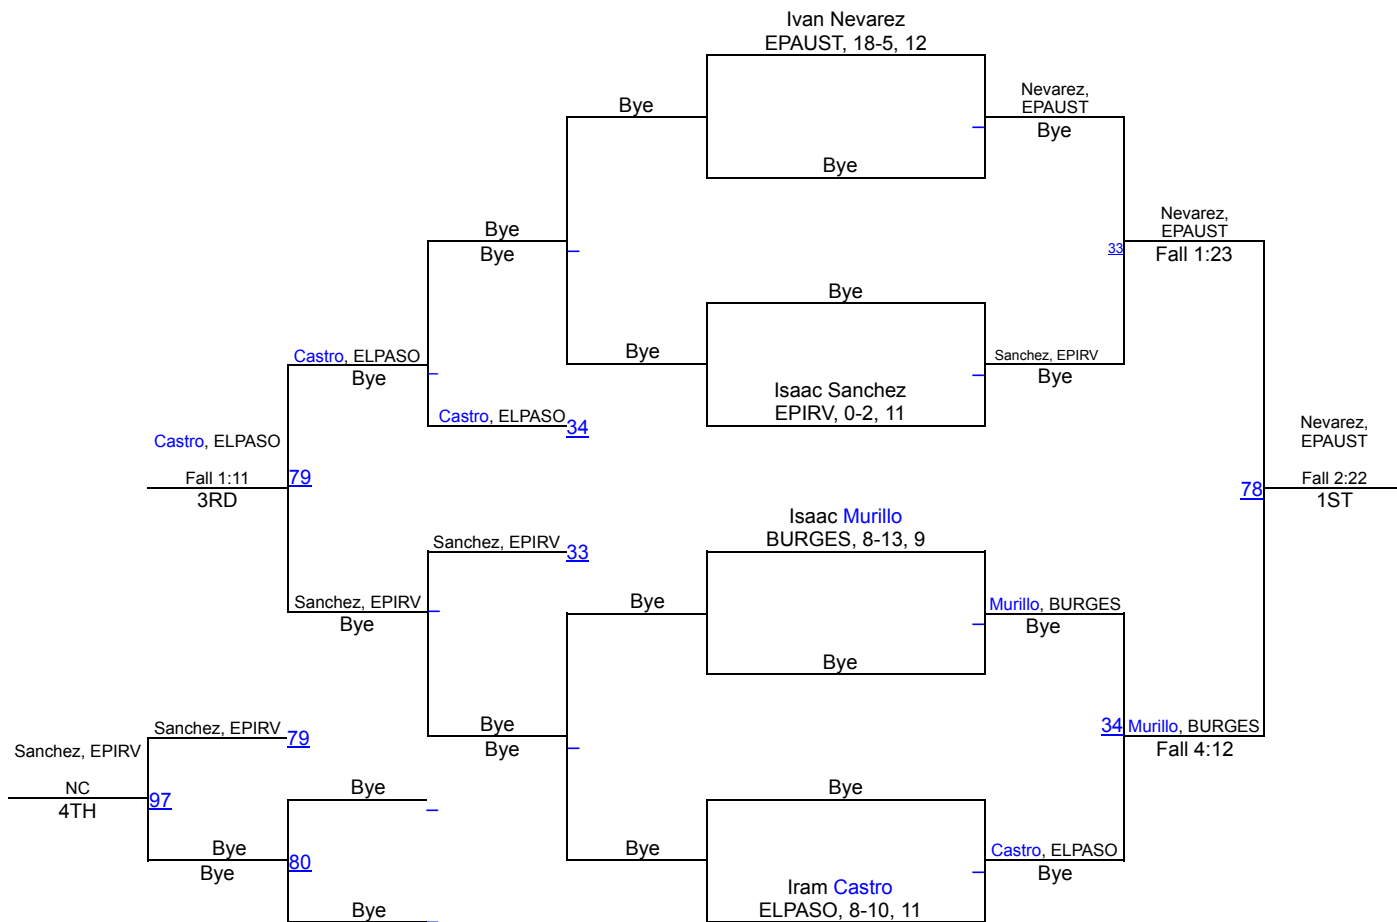 Ivan Nevarez
EPAUST, 18-5, 12
Bye
Nevarez,
EPAUST
Bye
Bye
Bye
Bye
Nevarez,
EPAUST
33
Fall 1:23
Bye
Bye
Sanchez, EPIRV
Bye
Isaac Sanchez
EPIRV, 0-2, 11
Castro, ELPASO
Bye
Castro, ELPASO 34
Nevarez,
EPAUST
Castro, ELPASO
Fall 1:11
79
3RD
78
Fall 2:22
1ST
Isaac Murillo
BURGES, 8-13, 9
Sanchez, EPIRV 33
Bye
Murillo, BURGES
Bye
Sanchez, EPIRV
Bye
Bye
Bye
Bye
34
Murillo, BURGES
Fall 4:12
Sanchez, EPIRV 79
Sanchez, EPIRV
NC
97
4TH
Bye
Bye
Bye
Bye
80
Bye
Castro, ELPASO
Bye
Iram Castro
ELPASO, 8-10, 11
Bye